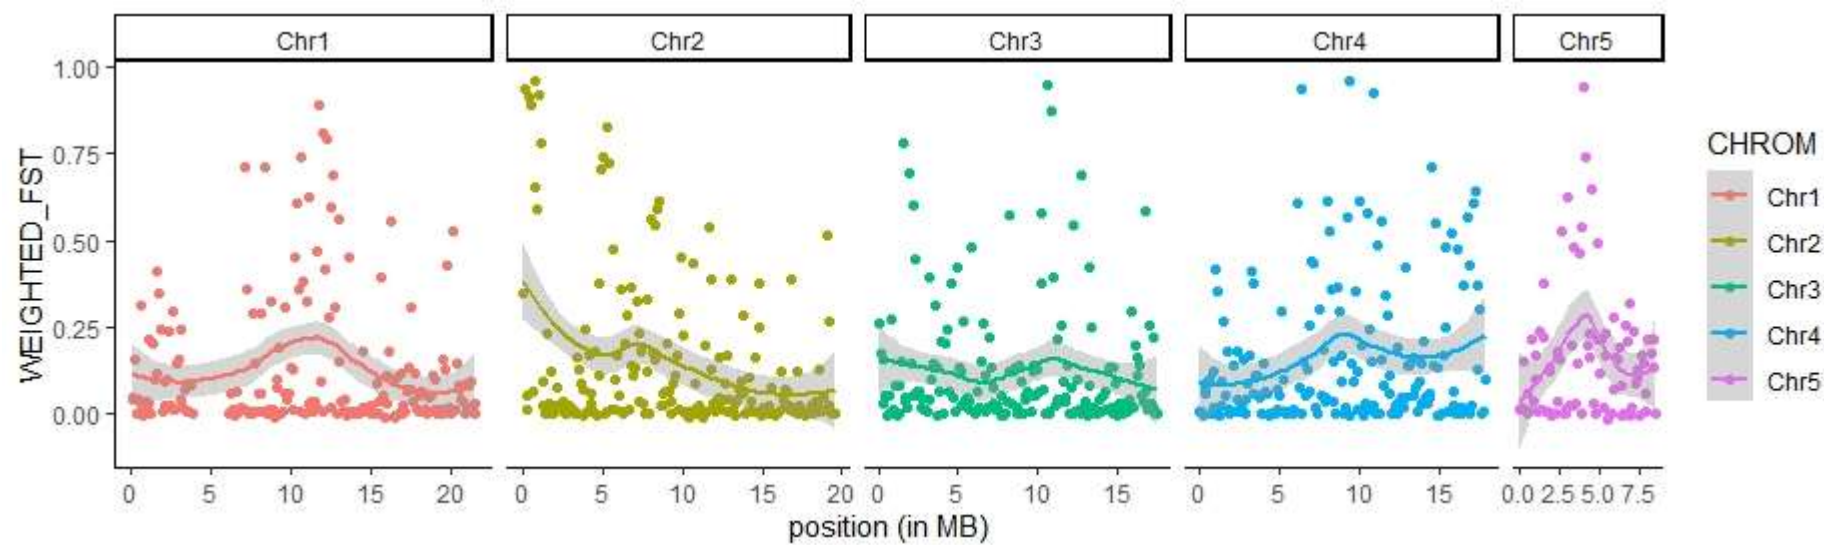 Chr1 Chr2 Chr3 Chr4 Chr5
WEIGHTED_FST
1.00
0.75
0.50
0.25
0.00
0 5 10 15 20 0 5 10 15 20 0 5 10 15 0 5 10 15 0.0 2.5 5.0 7.5
position (in MB)
CHROM
Chr1
Chr2
Chr3
Chr4
Chr5